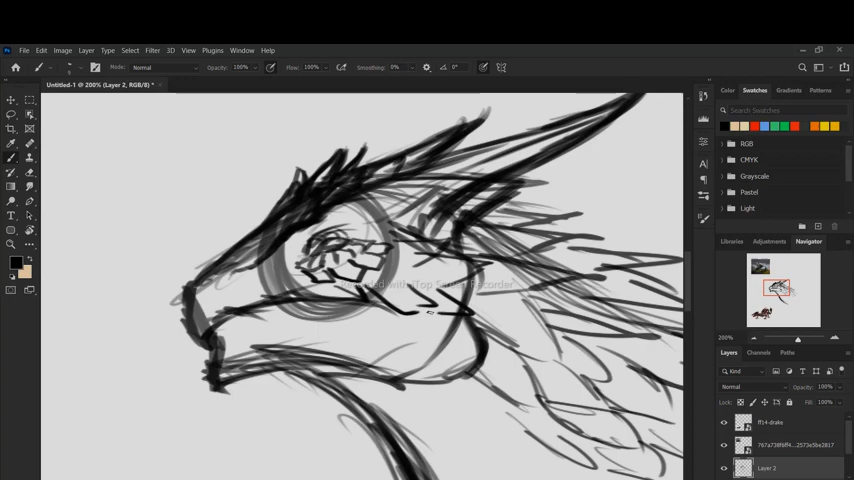 File Edit Image Layer Type Select Filter 3D View Plugins Window Help
Mode: Normal Opacity: 100% Flow: 100% Smoothing: 0% 0°
Untitled-1 @ 200% (Layer 2, RGB/8) *
Color Swatches Gradients Patterns
Search Swatches
RGB
CMYK
Grayscale
Pastel
Light
Libraries Adjustments Navigator
Recorded with iTop Screen Recorder
200%
Layers Channels Paths
Kind
Normal Opacity: 100%
Lock: Fill: 100%
ff14-drake
Layer 2